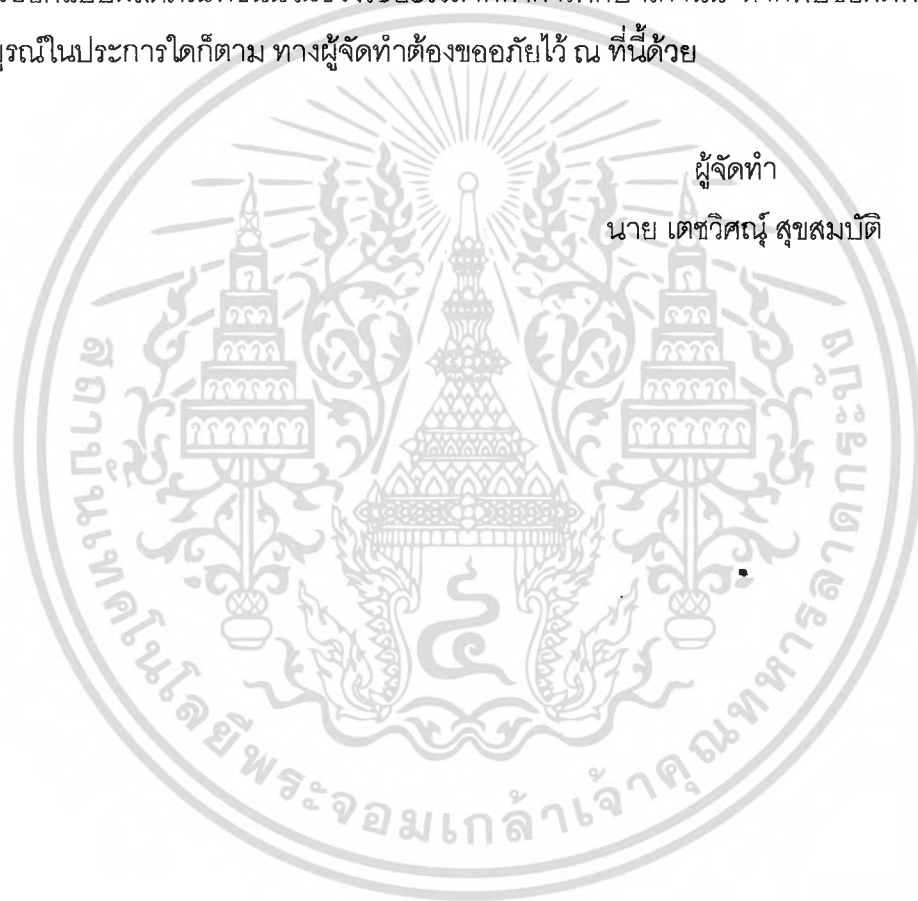 บูรณ์ในประการใดก็ตาม ทางผู้จัดทำต้องขออภัยไว้ ณ ที่นี้ด้วย
ผู้จัดทำ
นาย เตชวิศณุ์ สุขสมบัติ
สถาบันเทคโนโลยีพระจอมเกล้าเจ้าคุณทหารลาดกระบัง